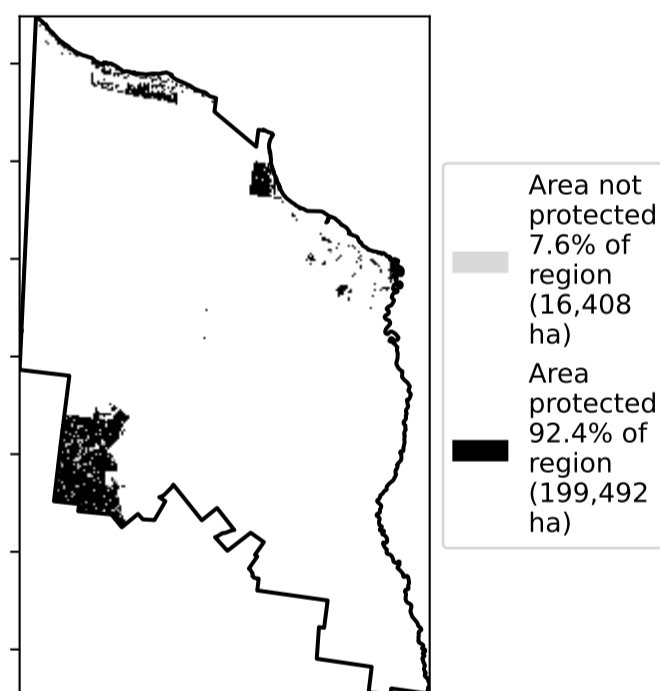 Area not
protected
7.6% of
region
(16,408
ha)
Area
protected
92.4% of
region
(199,492
ha)